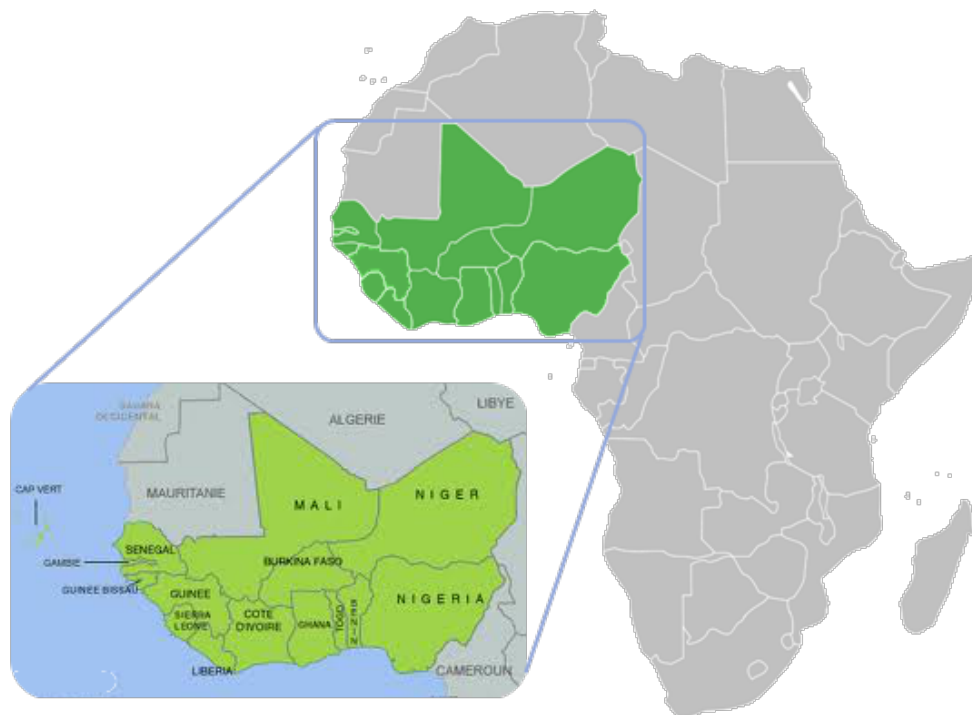 SAHARA
OCCIDENTAL
ALGERIE
LIBYE
CAP VERT
MAURITANIE
MALI
NIGER
SENEGAL
GAMBIE
BURKINA FASO
GUINEE BISSAU
GUINEE
NIGERIA
SIERRA
LEONE
COTE
D'IVOIRE
GHANA
TOGO
BENIN
LIBERIA
CAMEROUN